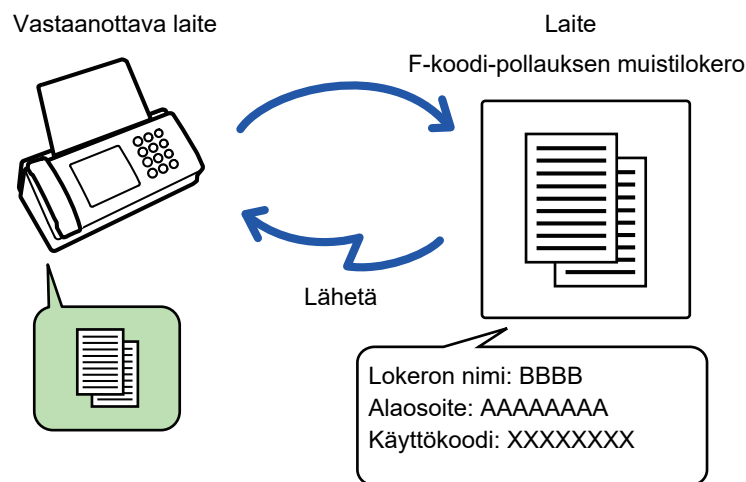 Vastaanottava laite
Laite
F-koodi-pollauksen muistilokero
Lähetä
Lokeron nimi: BBBB
Alaosoite: AAAAAAAA
Käyttökoodi: XXXXXXXX